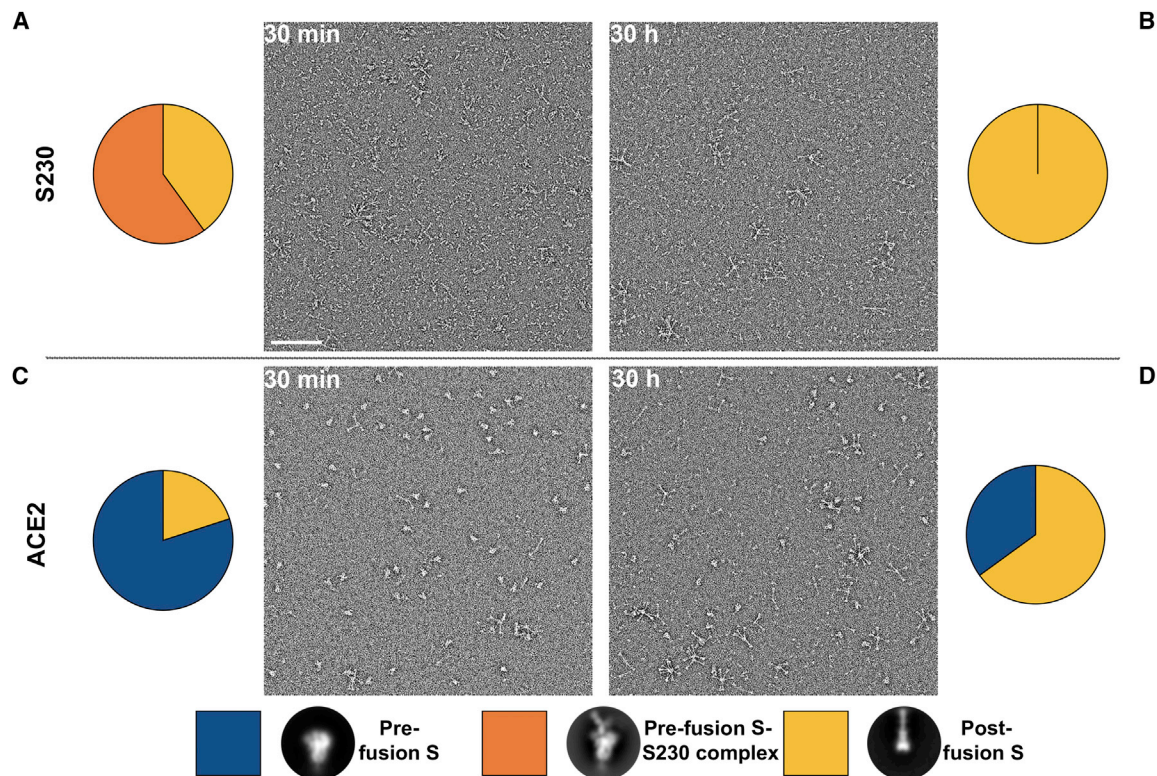 A
30 min
30 h
B
S230
C
30 min
30 h
D
ACE2
Pre-
fusion S
Pre-fusion S-
S230 complex
Post-
fusion S